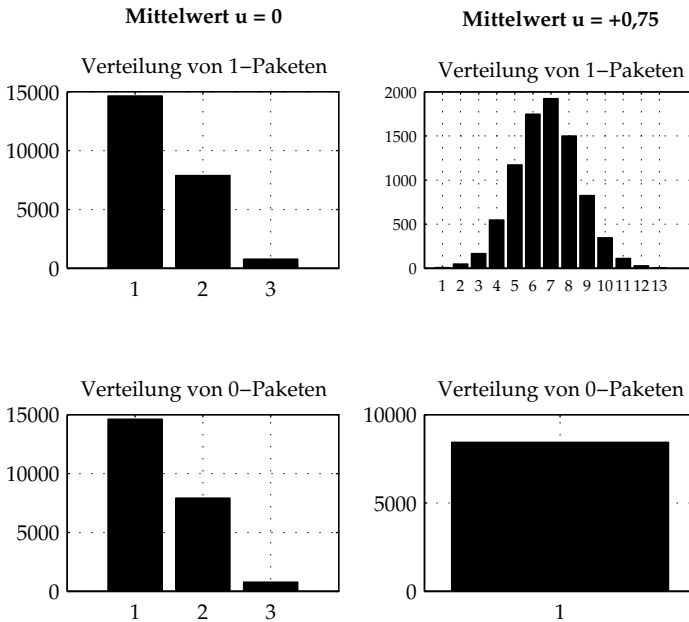 Mittelwert u = 0
Mittelwert u = +0,75
Verteilung von 1−Paketen
15000
10000
5000
0
1 2 3
Verteilung von 1−Paketen
2000
1500
1000
500
0
1 2 3 4 5 6 7 8 9 10 11 12 13
Verteilung von 0−Paketen
15000
10000
5000
0
1 2 3
Verteilung von 0−Paketen
10000
5000
0
1